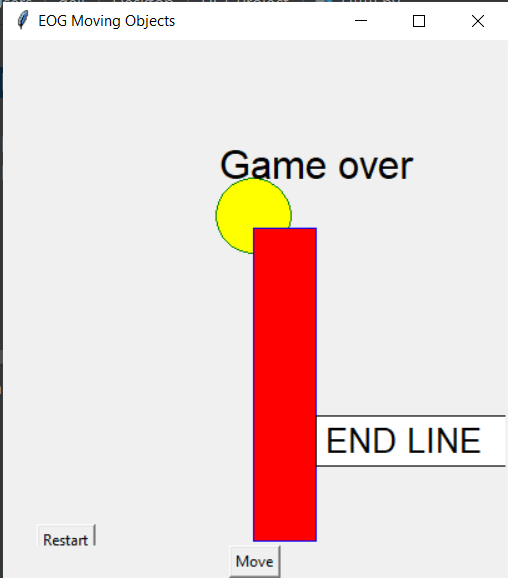 EOG Moving Objects
Game over
END LINE
Restart
Move